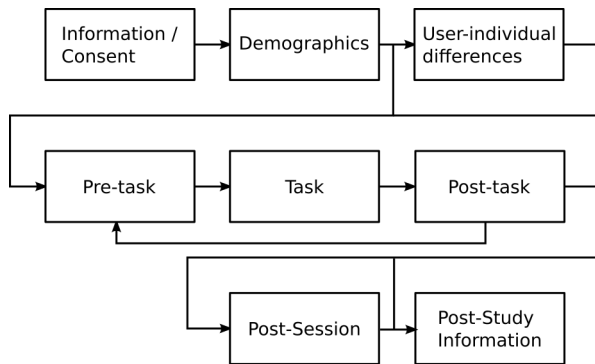 Information /
Consent
Demographics
User-individual
differences
Pre-task
Task
Post-task
Post-Session
Post-Study
Information